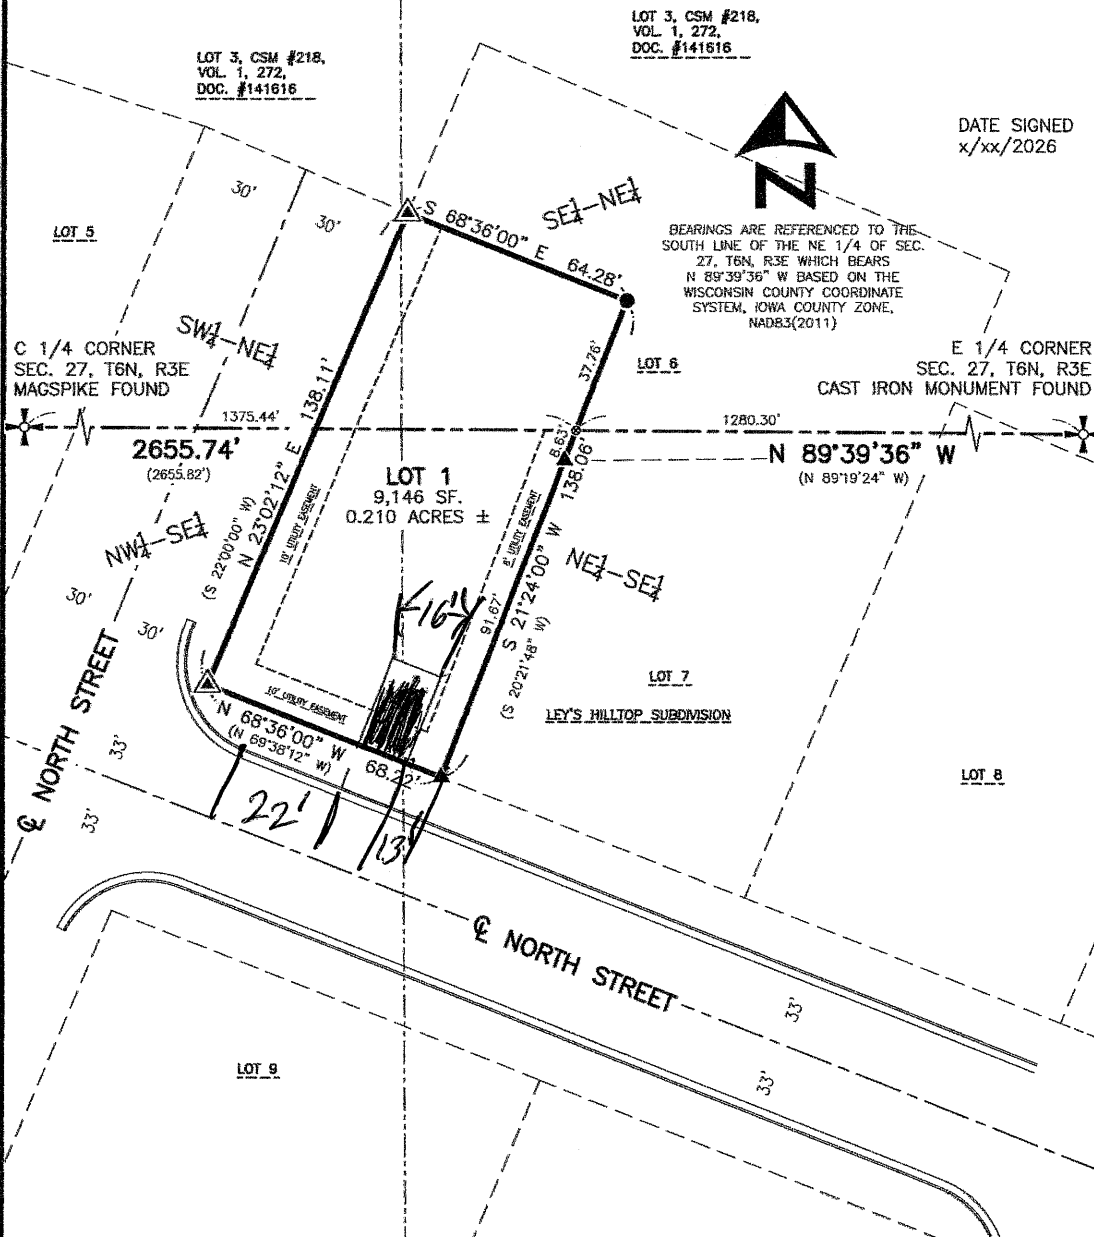 LOT 3, CSM #218,
VOL. 1, 272,
DOC. #141616
LOT 3, CSM #218,
VOL. 1, 272,
DOC. #141616
DATE SIGNED
x/xx/2026
30'
30'
LOT 5
S 68°36'00" E 64.28'
SE¼-NE¼
BEARINGS ARE REFERENCED TO THE
SOUTH LINE OF THE NE 1/4 OF SEC.
27, T6N, R3E WHICH BEARS
N 89°39'36" W BASED ON THE
WISCONSIN COUNTY COORDINATE
SYSTEM, IOWA COUNTY ZONE,
NAD83(2011)
N
SW¼-NE¼
C 1/4 CORNER
SEC. 27, T6N, R3E
MAGSPIKE FOUND
E 1/4 CORNER
SEC. 27, T6N, R3E
CAST IRON MONUMENT FOUND
LOT 6
37.76'
1375.44'
1280.30'
2655.74'
(2655.82')
N 89°39'36" W
(N 89°19'24" W)
8.63'
N 23°02'12" E 138.11'
(S 22°00'00" W)
LOT 1
9,146 SF.
0.210 ACRES ±
10' UTILITY EASEMENT
8' UTILITY EASEMENT
S 21°24'00" W 138.06'
(S 20°21'48" W)
91.67'
NW¼-SE¼
NE¼-SE¼
16"
30'
30'
LOT 7
LEY'S HILLTOP SUBDIVISION
10' UTILITY EASEMENT
N 68°36'00" W 68.22'
(N 69°38'12" W)
℄ NORTH STREET
33'
33'
22'
13'
LOT 8
℄ NORTH STREET
33'
33'
LOT 9